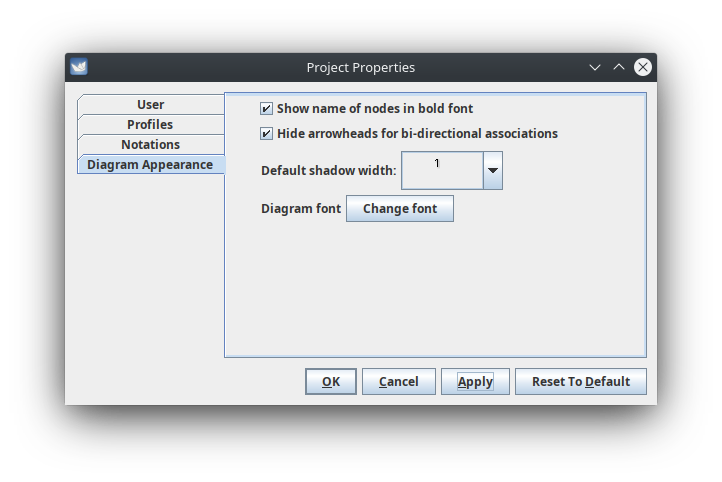 Project Properties
User
Profiles
Notations
Diagram Appearance
Show name of nodes in bold font
Hide arrowheads for bi-directional associations
Default shadow width: 1
Diagram font Change font
OK Cancel Apply Reset To Default